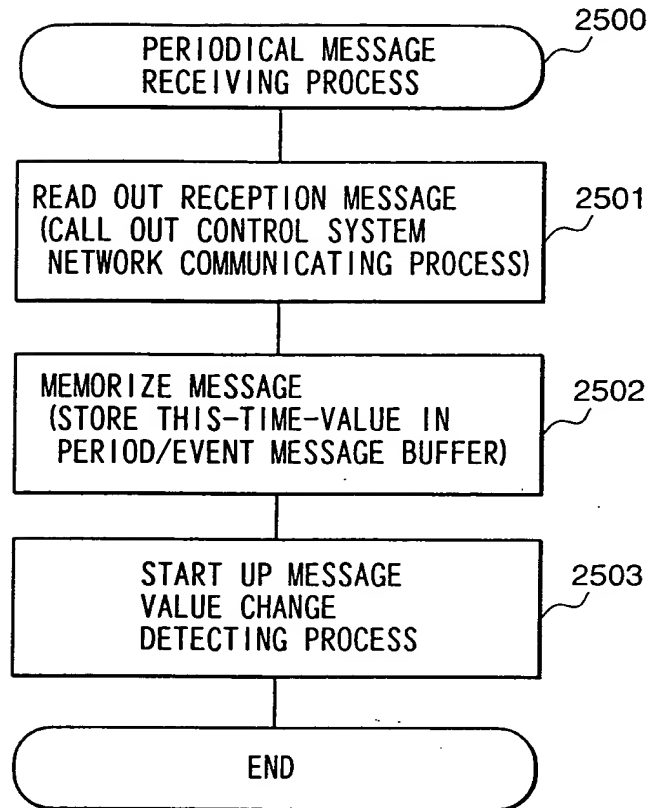 PERIODICAL MESSAGE
RECEIVING PROCESS
2500
READ OUT RECEPTION MESSAGE
(CALL OUT CONTROL SYSTEM
NETWORK COMMUNICATING PROCESS)
2501
MEMORIZE MESSAGE
(STORE THIS-TIME-VALUE IN
PERIOD/EVENT MESSAGE BUFFER)
2502
START UP MESSAGE
VALUE CHANGE
DETECTING PROCESS
2503
END